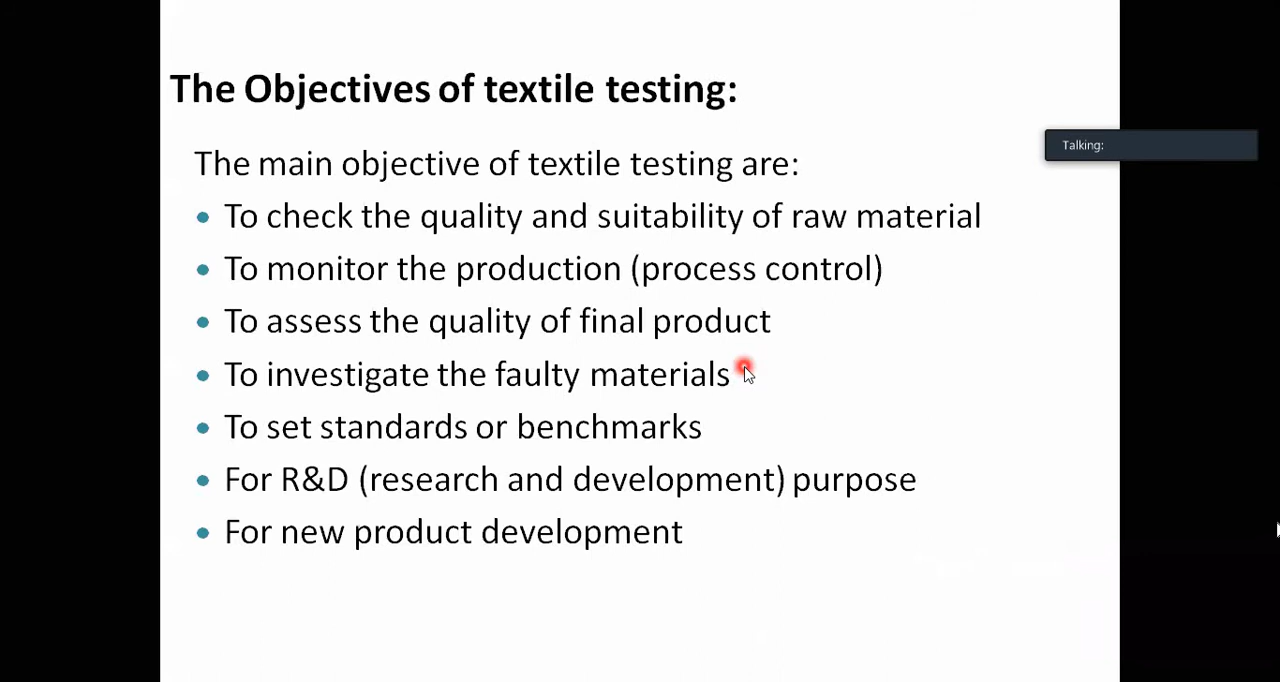 The Objectives of textile testing:
The main objective of textile testing are:
Talking:
• To check the quality and suitability of raw material
• To monitor the production (process control)
• To assess the quality of final product
• To investigate the faulty materials
• To set standards or benchmarks
• For R&D (research and development) purpose
• For new product development